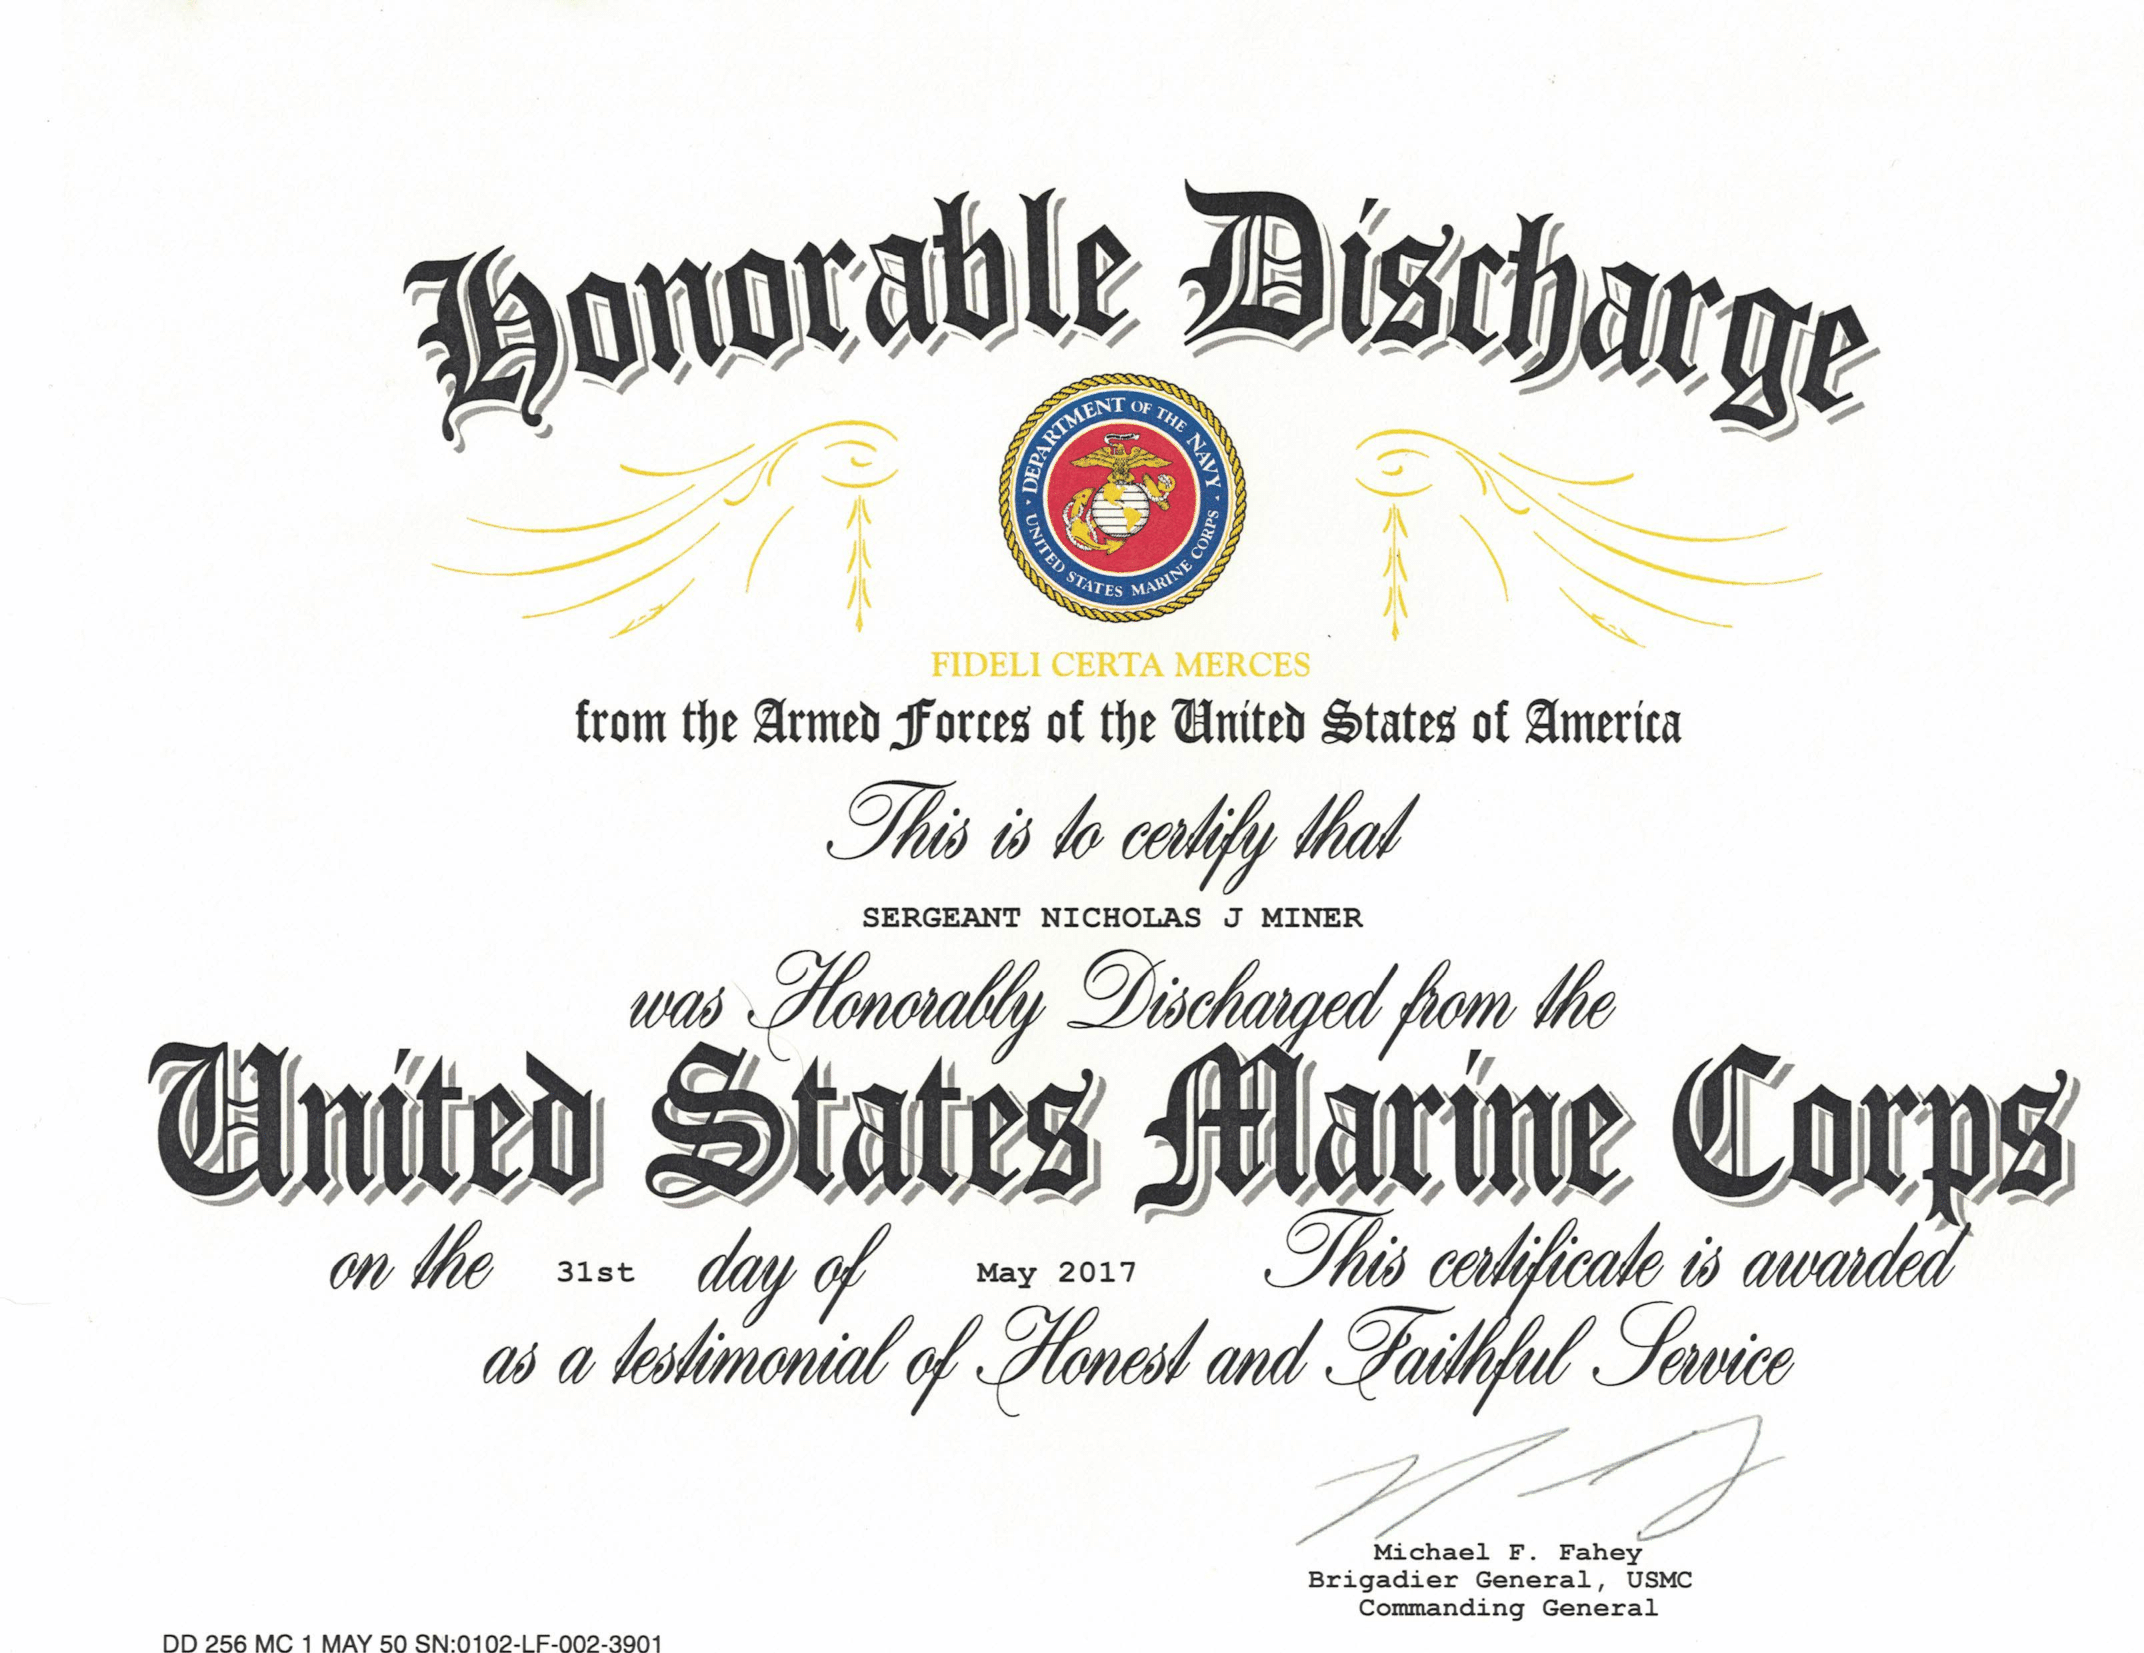 Honorable Discharge
DEPARTMENT OF THE NAVY
UNITED STATES MARINE CORPS
FIDELI CERTA MERCES
from the Armed Forces of the United States of America
This is to certify that
SERGEANT NICHOLAS J MINER
was Honorably Discharged from the
United States Marine Corps
on the 31st day of May 2017 This certificate is awarded
as a testimonial of Honest and Faithful Service
Michael F. Fahey
Brigadier General, USMC
Commanding General
DD 256 MC 1 MAY 50 SN:0102-LF-002-3901